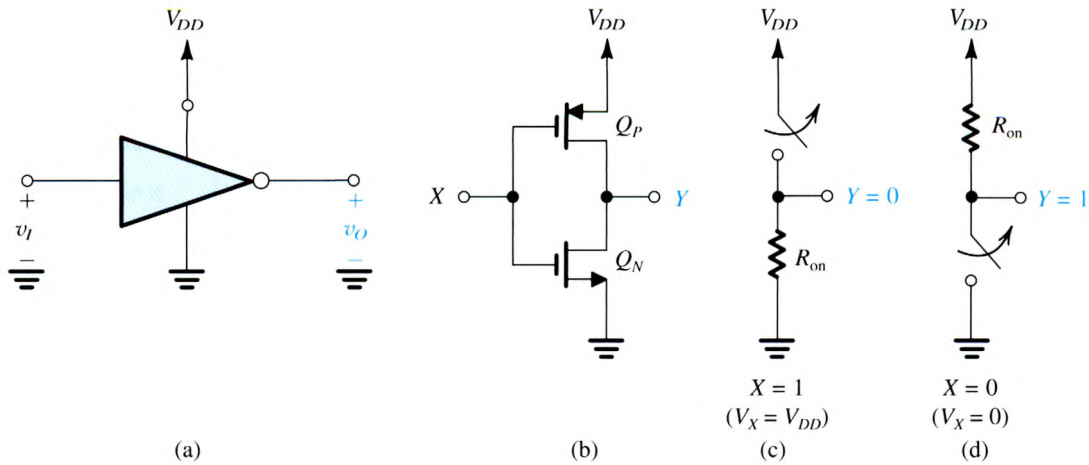 V_DD
+
v_I
−
+
v_O
−
(a)
V_DD
Q_P
X
Y
Q_N
(b)
V_DD
Y = 0
R_on
X = 1
(V_X = V_DD)
(c)
V_DD
R_on
Y = 1
X = 0
(V_X = 0)
(d)